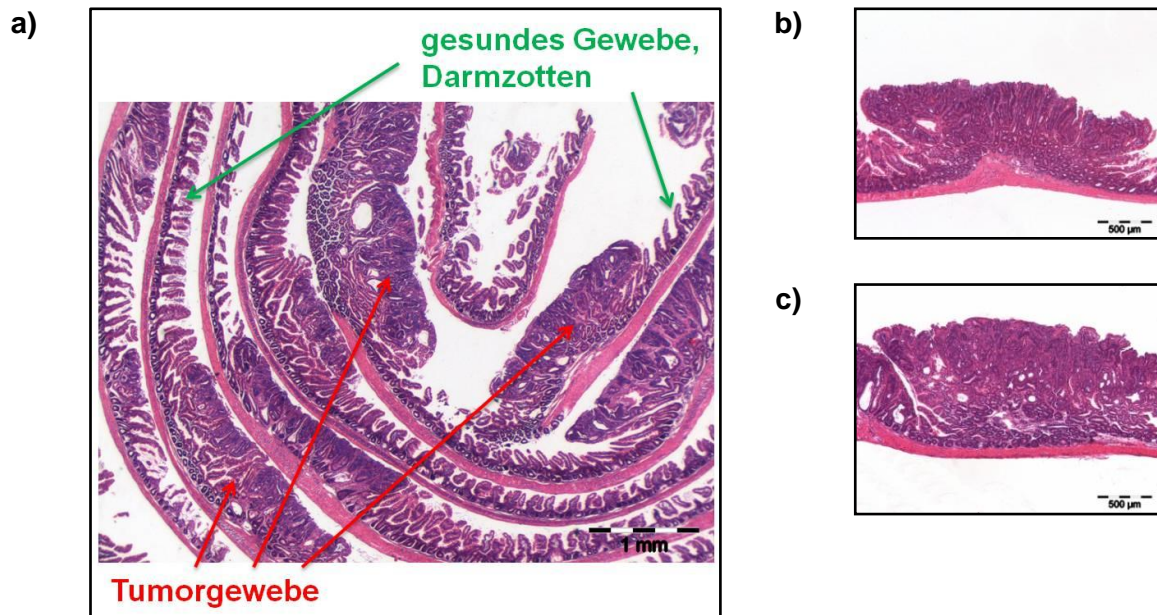 a)
gesundes Gewebe,
Darmzotten
1 mm
Tumorgewebe
b)
500 µm
c)
500 µm